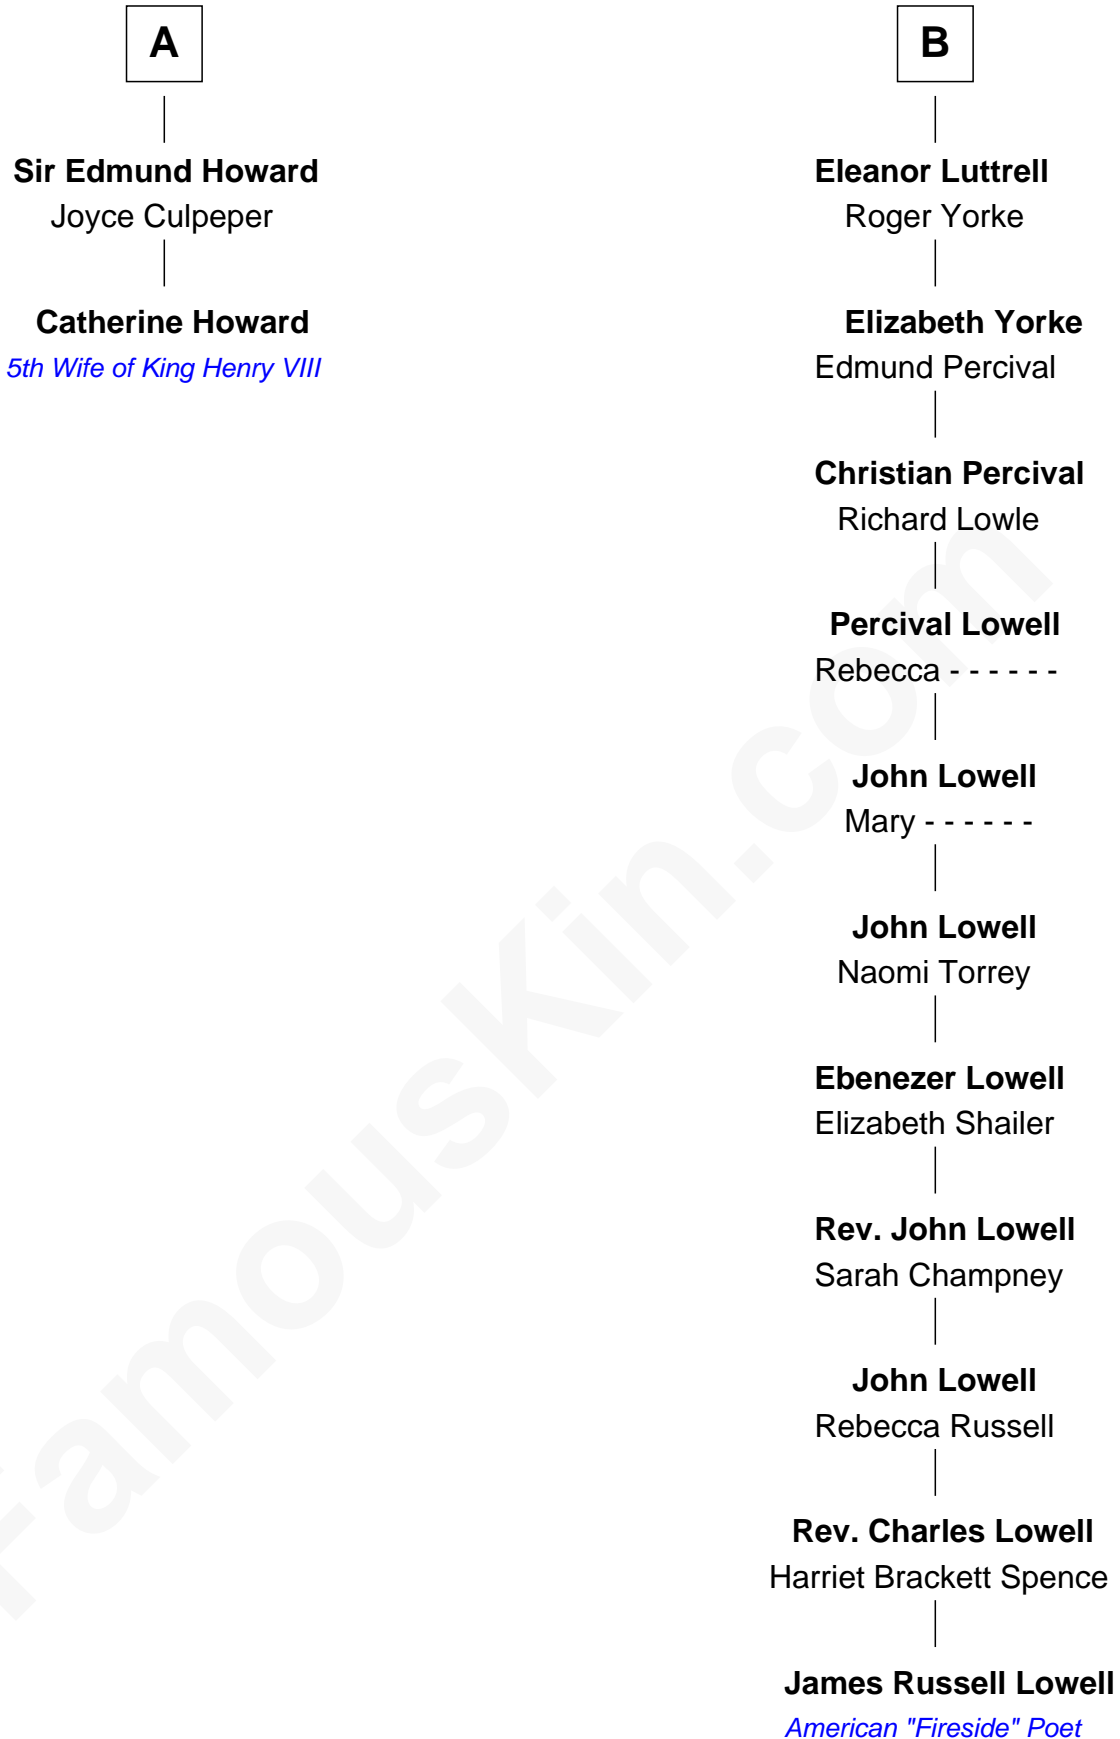 A
Sir Edmund Howard
Joyce Culpeper
Catherine Howard
5th Wife of King Henry VIII
B
Eleanor Luttrell
Roger Yorke
Elizabeth Yorke
Edmund Percival
Christian Percival
Richard Lowle
Percival Lowell
Rebecca - - - - - -
John Lowell
Mary - - - - - -
John Lowell
Naomi Torrey
Ebenezer Lowell
Elizabeth Shailer
Rev. John Lowell
Sarah Champney
John Lowell
Rebecca Russell
Rev. Charles Lowell
Harriet Brackett Spence
James Russell Lowell
American "Fireside" Poet
FamousKin.com